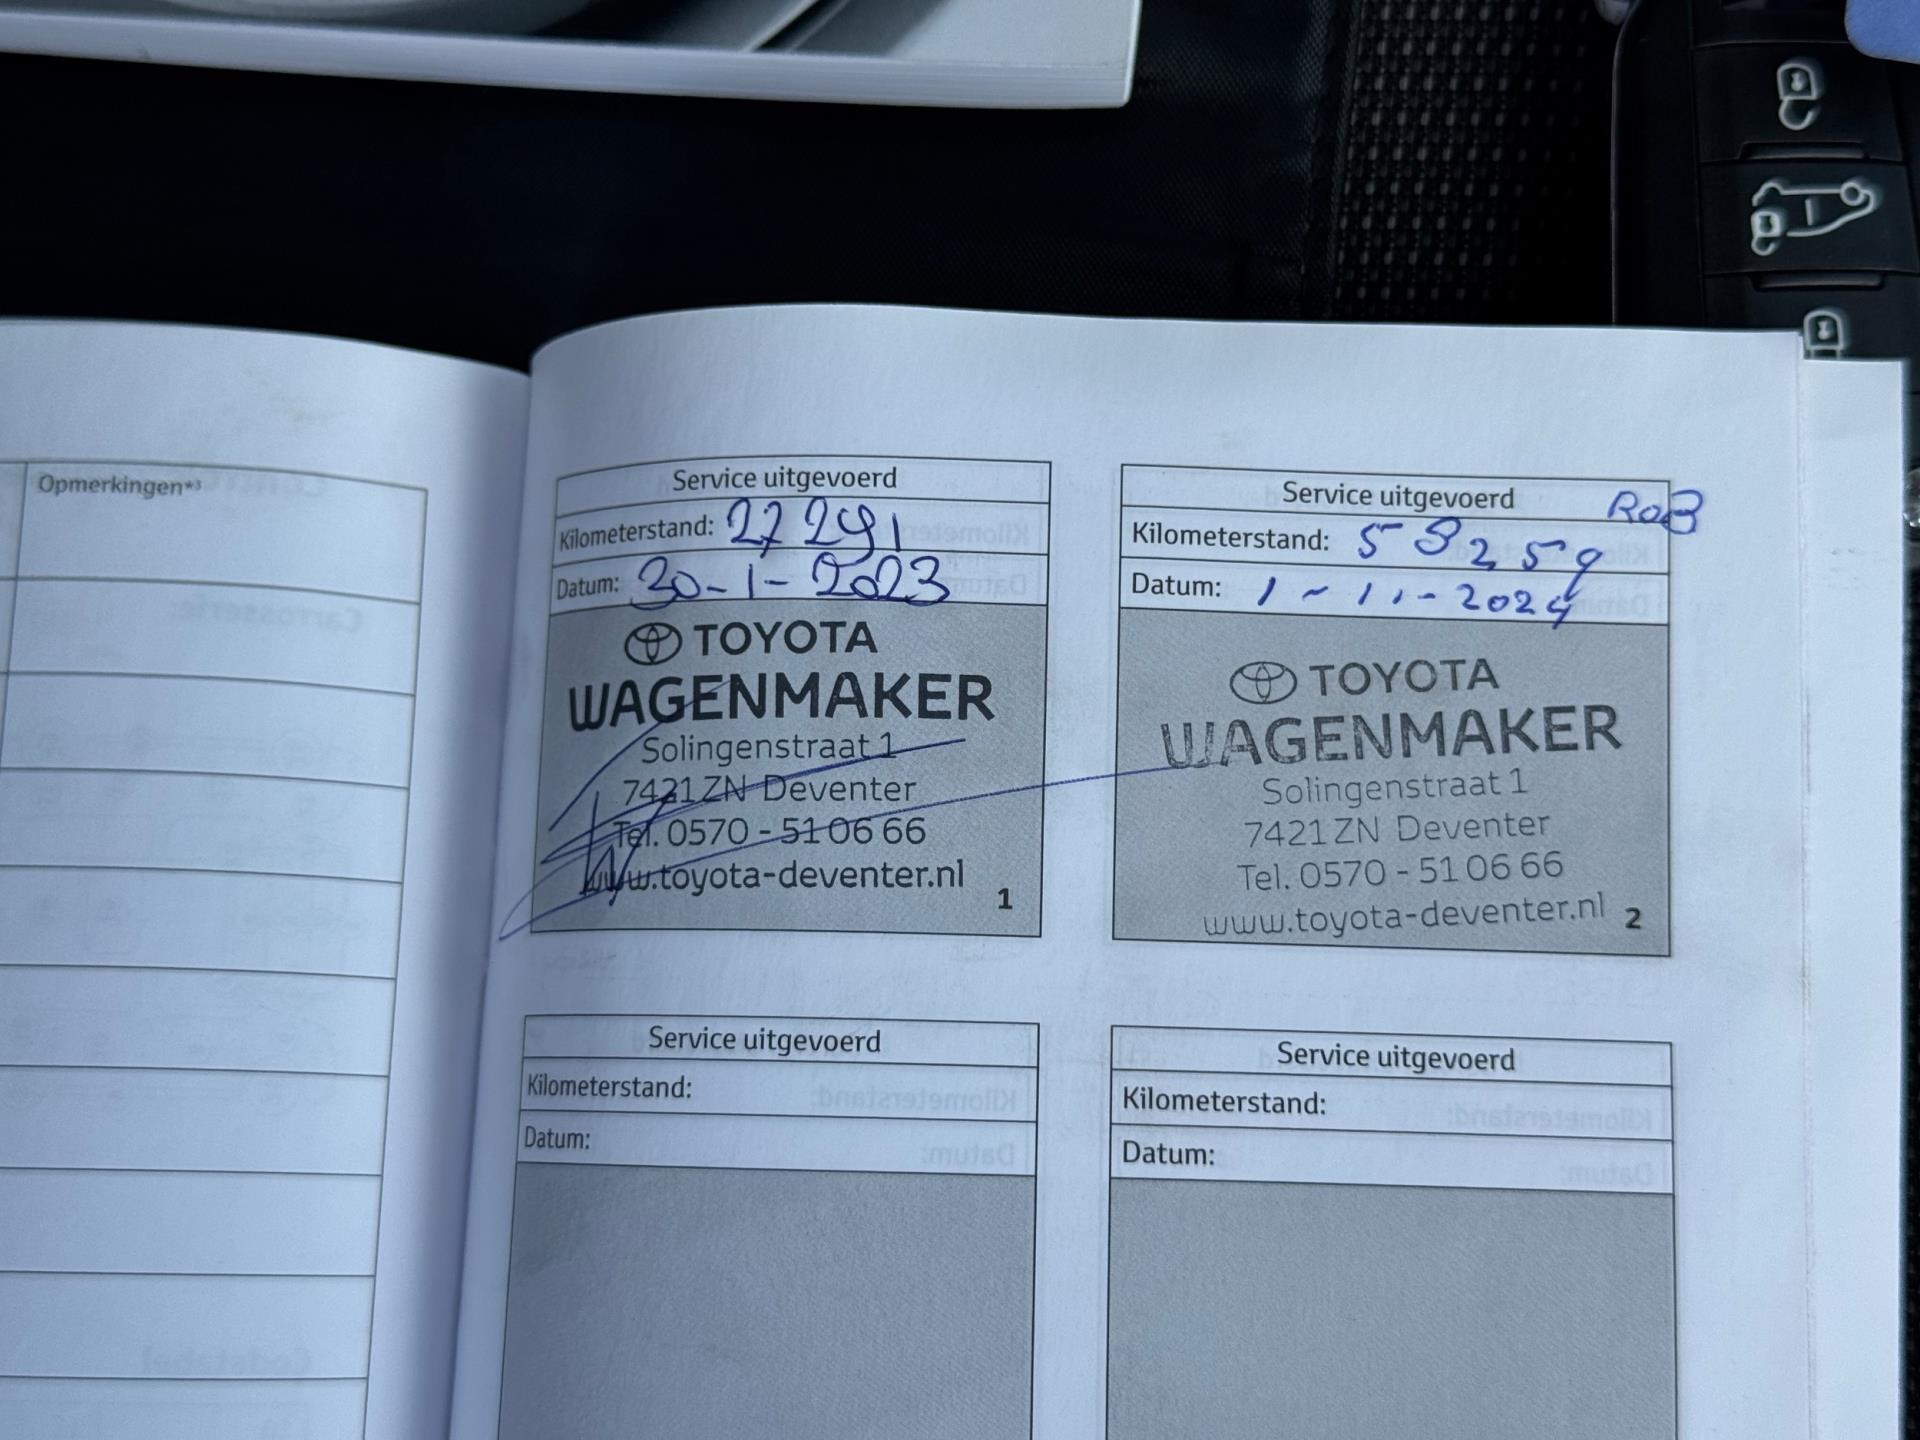 Opmerkingen*³
Service uitgevoerd
Kilometerstand: 27 291
Datum: 30-1-2023
TOYOTA
WAGENMAKER
Solingenstraat 1
7421 ZN Deventer
Tel. 0570 - 51 06 66
www.toyota-deventer.nl
1
Service uitgevoerd RoB
Kilometerstand: 58259
Datum: 1-11-2024
TOYOTA
WAGENMAKER
Solingenstraat 1
7421 ZN Deventer
Tel. 0570 - 51 06 66
www.toyota-deventer.nl
2
Service uitgevoerd
Kilometerstand:
Datum:
Service uitgevoerd
Kilometerstand:
Datum: